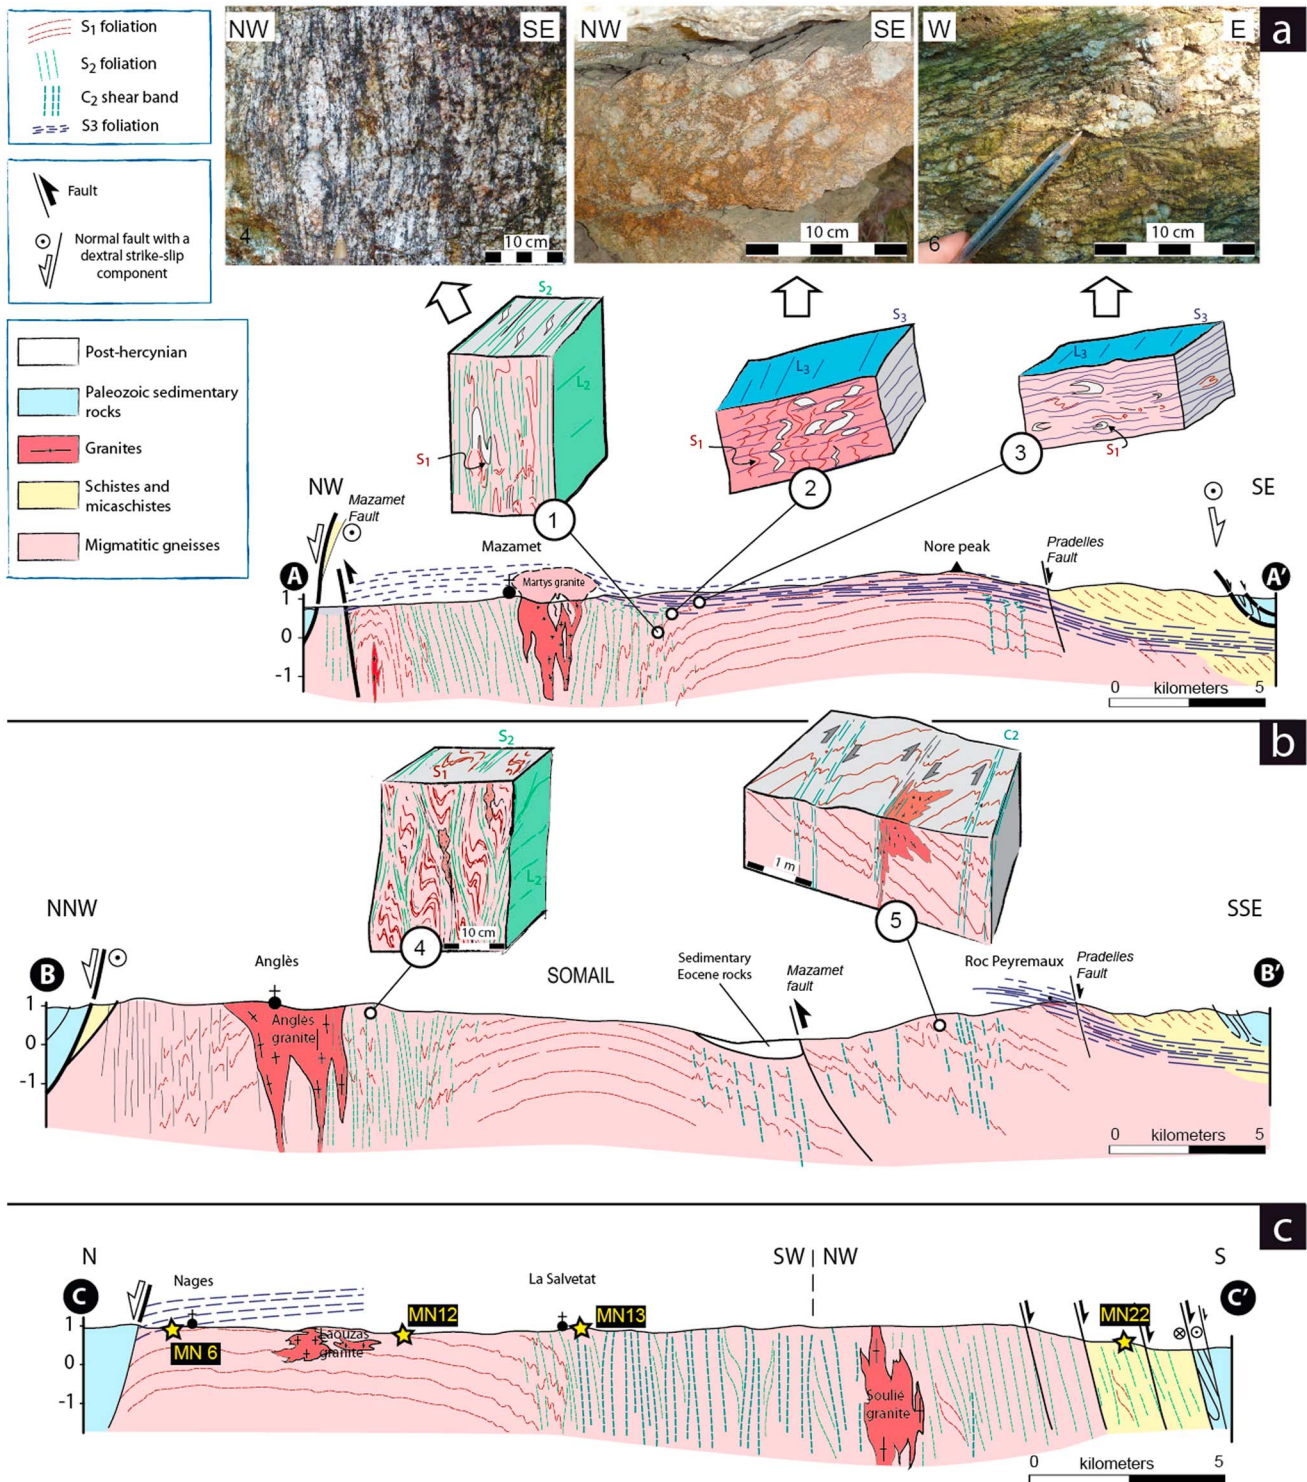 S1 foliation
S2 foliation
C2 shear band
S3 foliation
Fault
Normal fault with a
dextral strike-slip
component
Post-hercynian
Paleozoic sedimentary
rocks
Granites
Schistes and
micaschistes
Migmatitic gneisses
NW
SE
4
10 cm
NW
SE
10 cm
W
E
6
10 cm
a
S2
L2
S1
1
S3
L3
S1
2
S3
L3
S1
3
NW
Mazamet
Fault
Mazamet
Martys granite
Nore peak
Pradelles
Fault
SE
A
A'
1
0
-1
0
kilometers
5
b
S2
S1
L2
10 cm
4
C2
1 m
5
NNW
SSE
B
B'
Anglès
Anglès
granite
SOMAIL
Sedimentary
Eocene rocks
Mazamet
fault
Roc Peyremaux
Pradelles
Fault
1
0
-1
0
kilometers
5
c
N
SW
NW
S
C
C'
Nages
La Salvetat
MN 6
MN12
MN13
MN22
Laouzas
granite
Soulié
granite
1
0
-1
0
kilometers
5